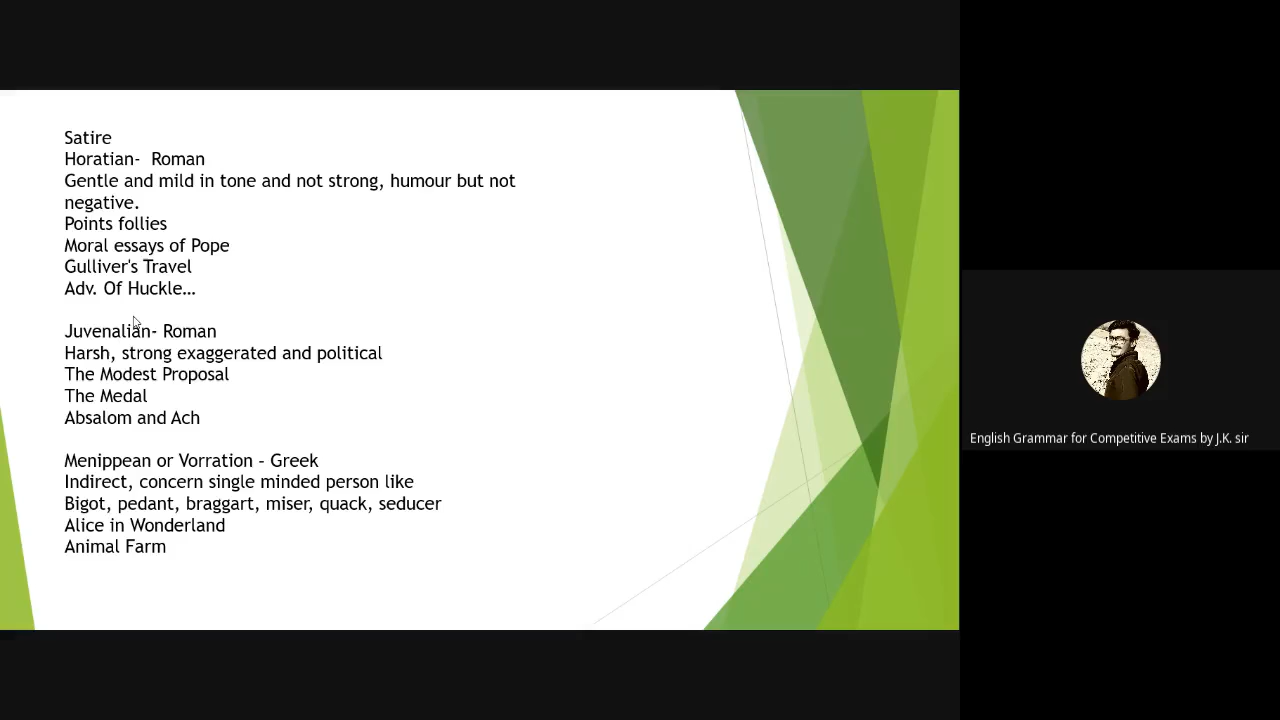 Satire
Horatian-  Roman
Gentle and mild in tone and not strong, humour but not
negative.
Points follies
Moral essays of Pope
Gulliver's Travel
Adv. Of Huckle…
Juvenalian- Roman
Harsh, strong exaggerated and political
The Modest Proposal
The Medal
Absalom and Ach
Menippean or Vorration – Greek
Indirect, concern single minded person like
Bigot, pedant, braggart, miser, quack, seducer
Alice in Wonderland
Animal Farm
English Grammar for Competitive Exams by J.K. sir